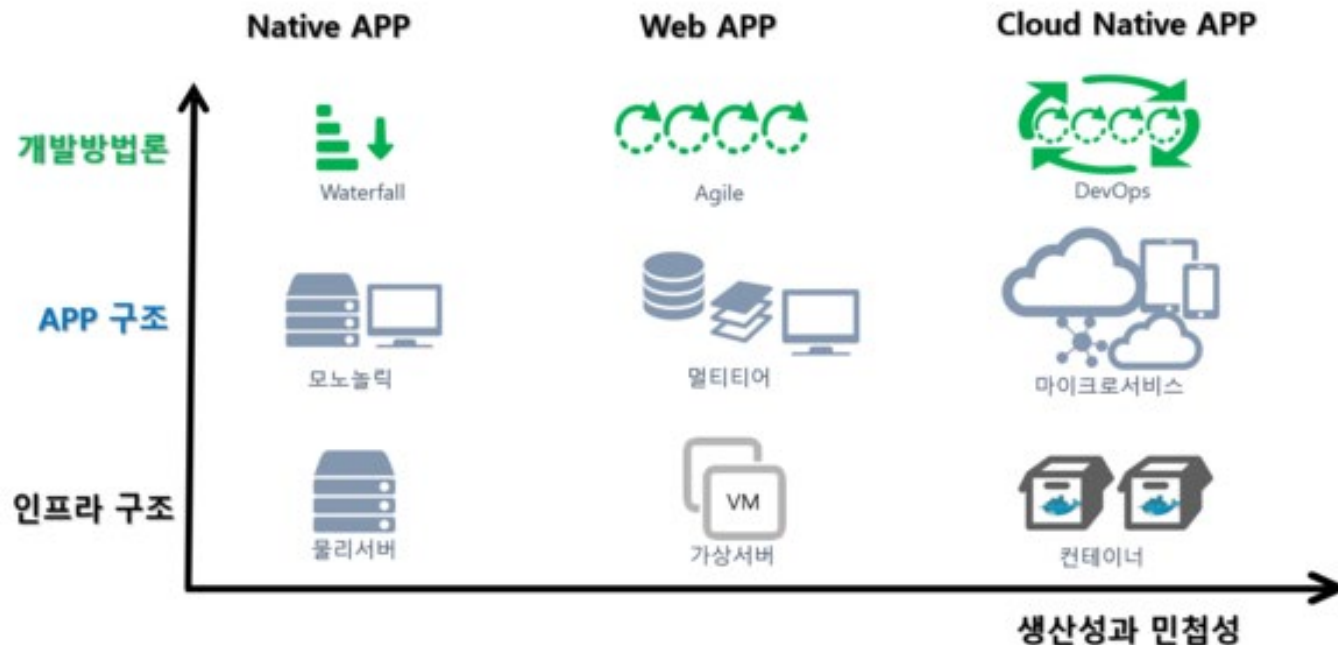 Native APP
Web APP
Cloud Native APP
개발방법론
Waterfall
Agile
DevOps
APP 구조
모노놀릭
멀티티어
마이크로서비스
인프라 구조
VM
물리서버
가상서버
컨테이너
생산성과 민첩성